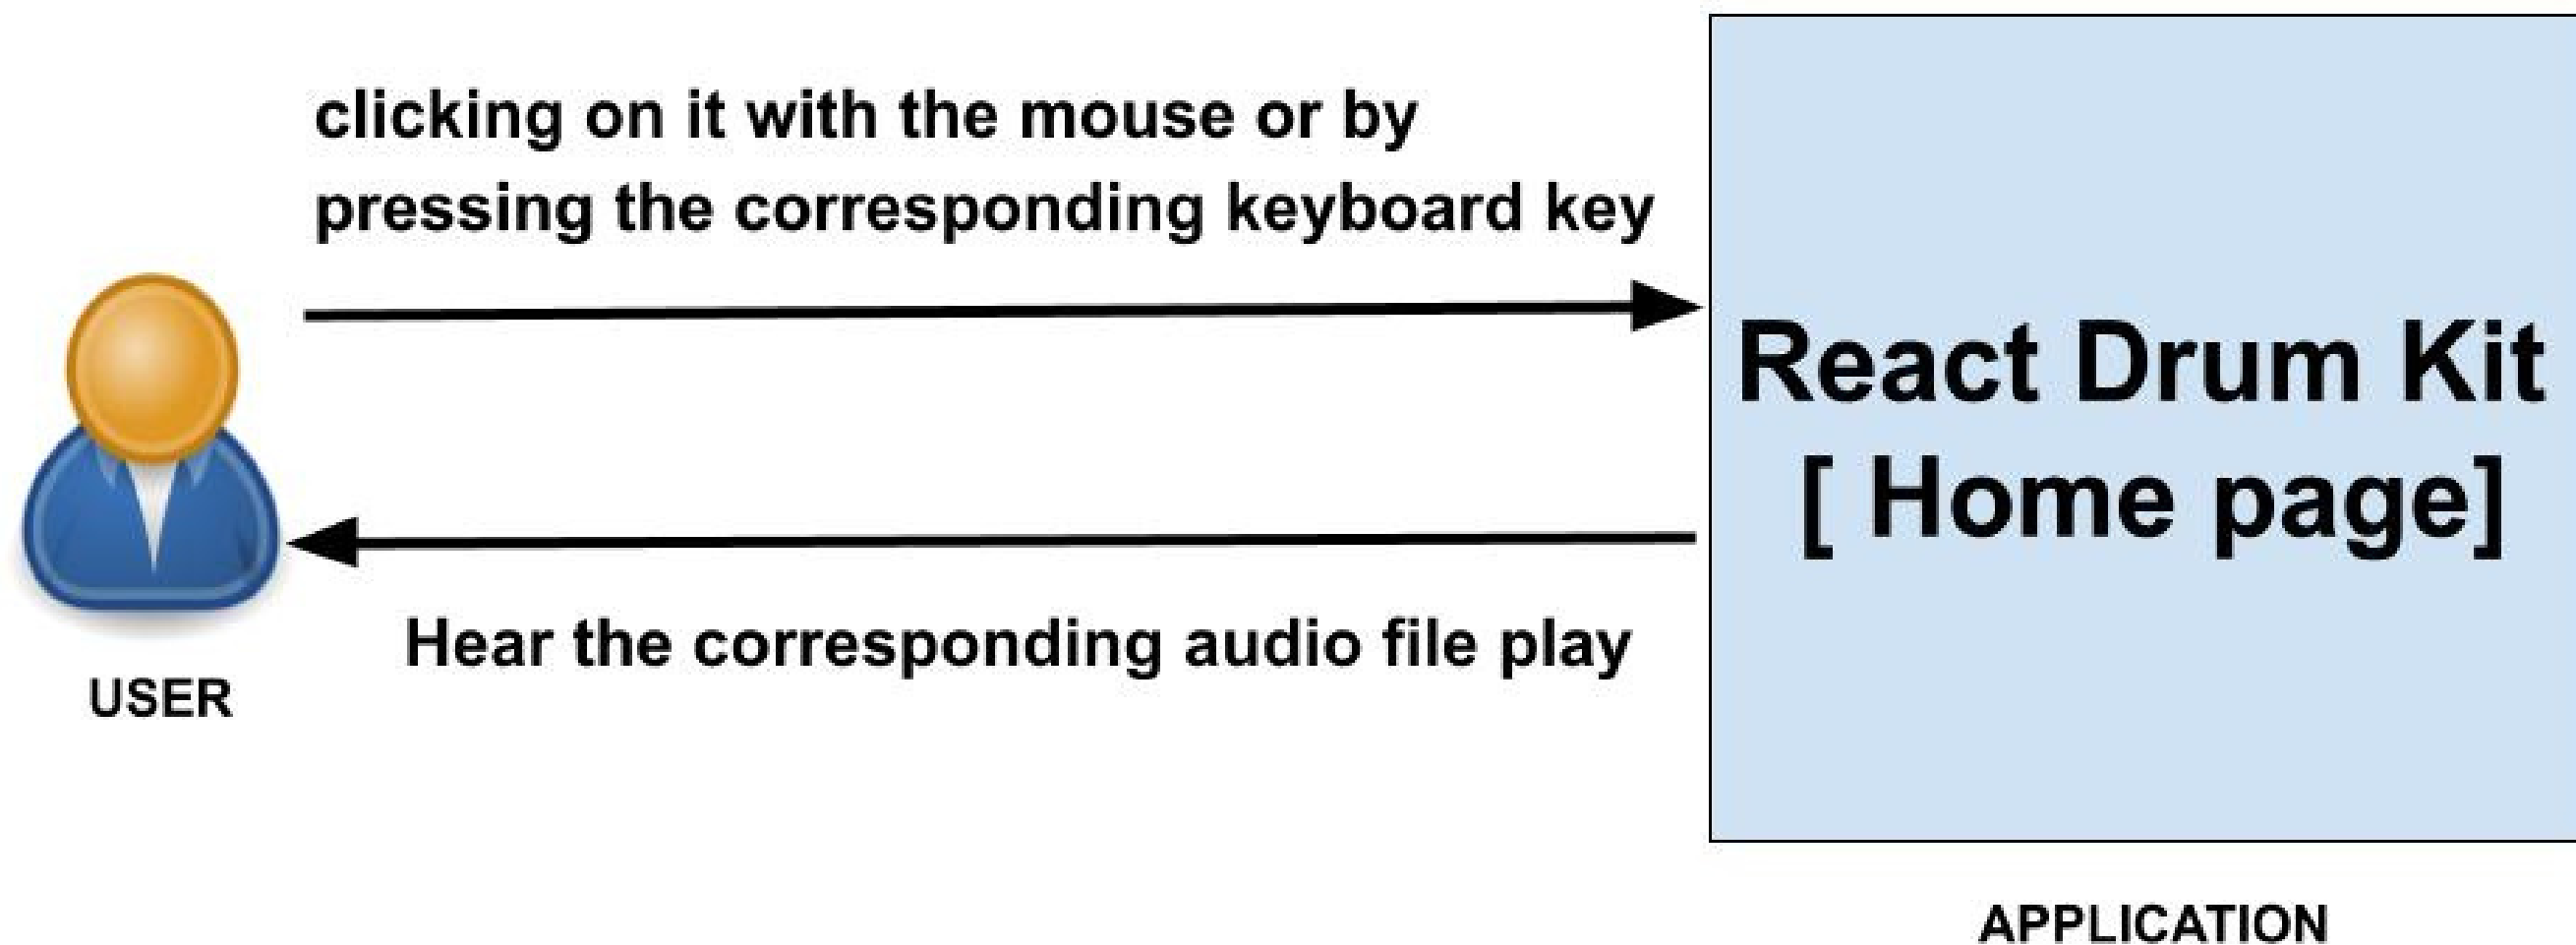 clicking on it with the mouse or by
pressing the corresponding keyboard key
React Drum Kit
[ Home page]
Hear the corresponding audio file play
USER
APPLICATION